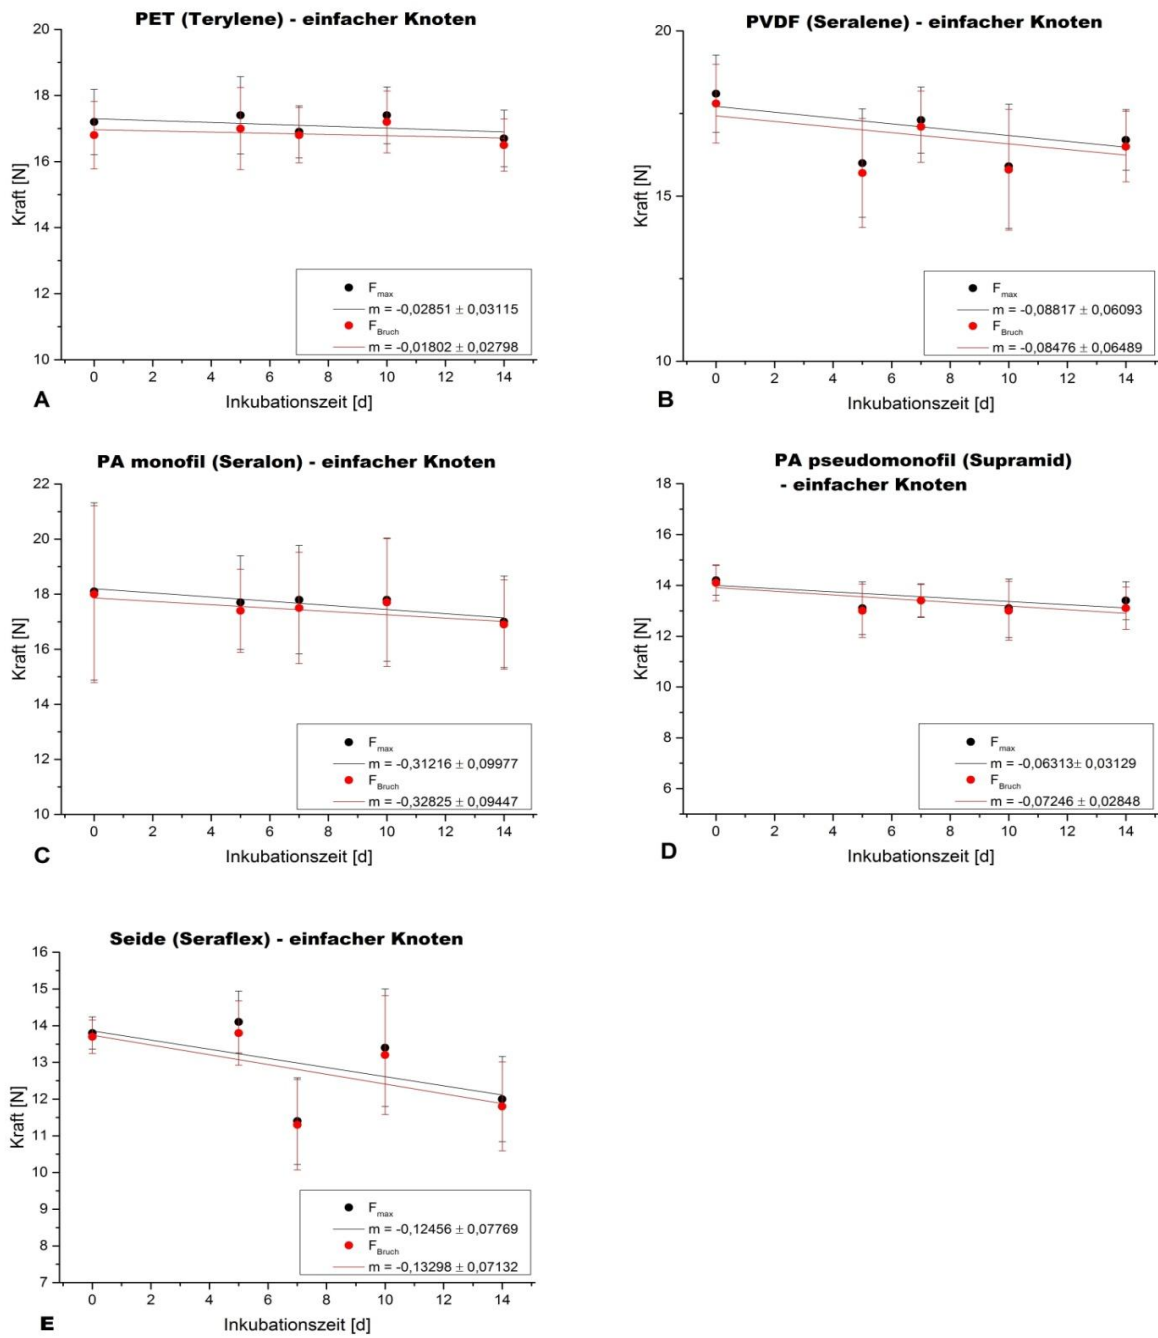 PET (Terylene) - einfacher Knoten
20
18
16
14
12
10
Kraft [N]
F_max
m = -0,02851 ± 0,03115
F_Bruch
m = -0,01802 ± 0,02798
0 2 4 6 8 10 12 14
Inkubationszeit [d]
A
PVDF (Seralene) - einfacher Knoten
20
15
10
Kraft [N]
F_max
m = -0,08817 ± 0,06093
F_Bruch
m = -0,08476 ± 0,06489
0 2 4 6 8 10 12 14
Inkubationszeit [d]
B
PA monofil (Seralon) - einfacher Knoten
22
20
18
16
14
12
10
Kraft [N]
F_max
m = -0,31216 ± 0,09977
F_Bruch
m = -0,32825 ± 0,09447
0 2 4 6 8 10 12 14
Inkubationszeit [d]
C
PA pseudomonofil (Supramid)
- einfacher Knoten
18
16
14
12
10
8
6
Kraft [N]
F_max
m = -0,06313± 0,03129
F_Bruch
m = -0,07246 ± 0,02848
0 2 4 6 8 10 12 14
Inkubationszeit [d]
D
Seide (Seraflex) - einfacher Knoten
16
15
14
13
12
11
10
9
8
7
Kraft [N]
F_max
m = -0,12456 ± 0,07769
F_Bruch
m = -0,13298 ± 0,07132
0 2 4 6 8 10 12 14
Inkubationszeit [d]
E